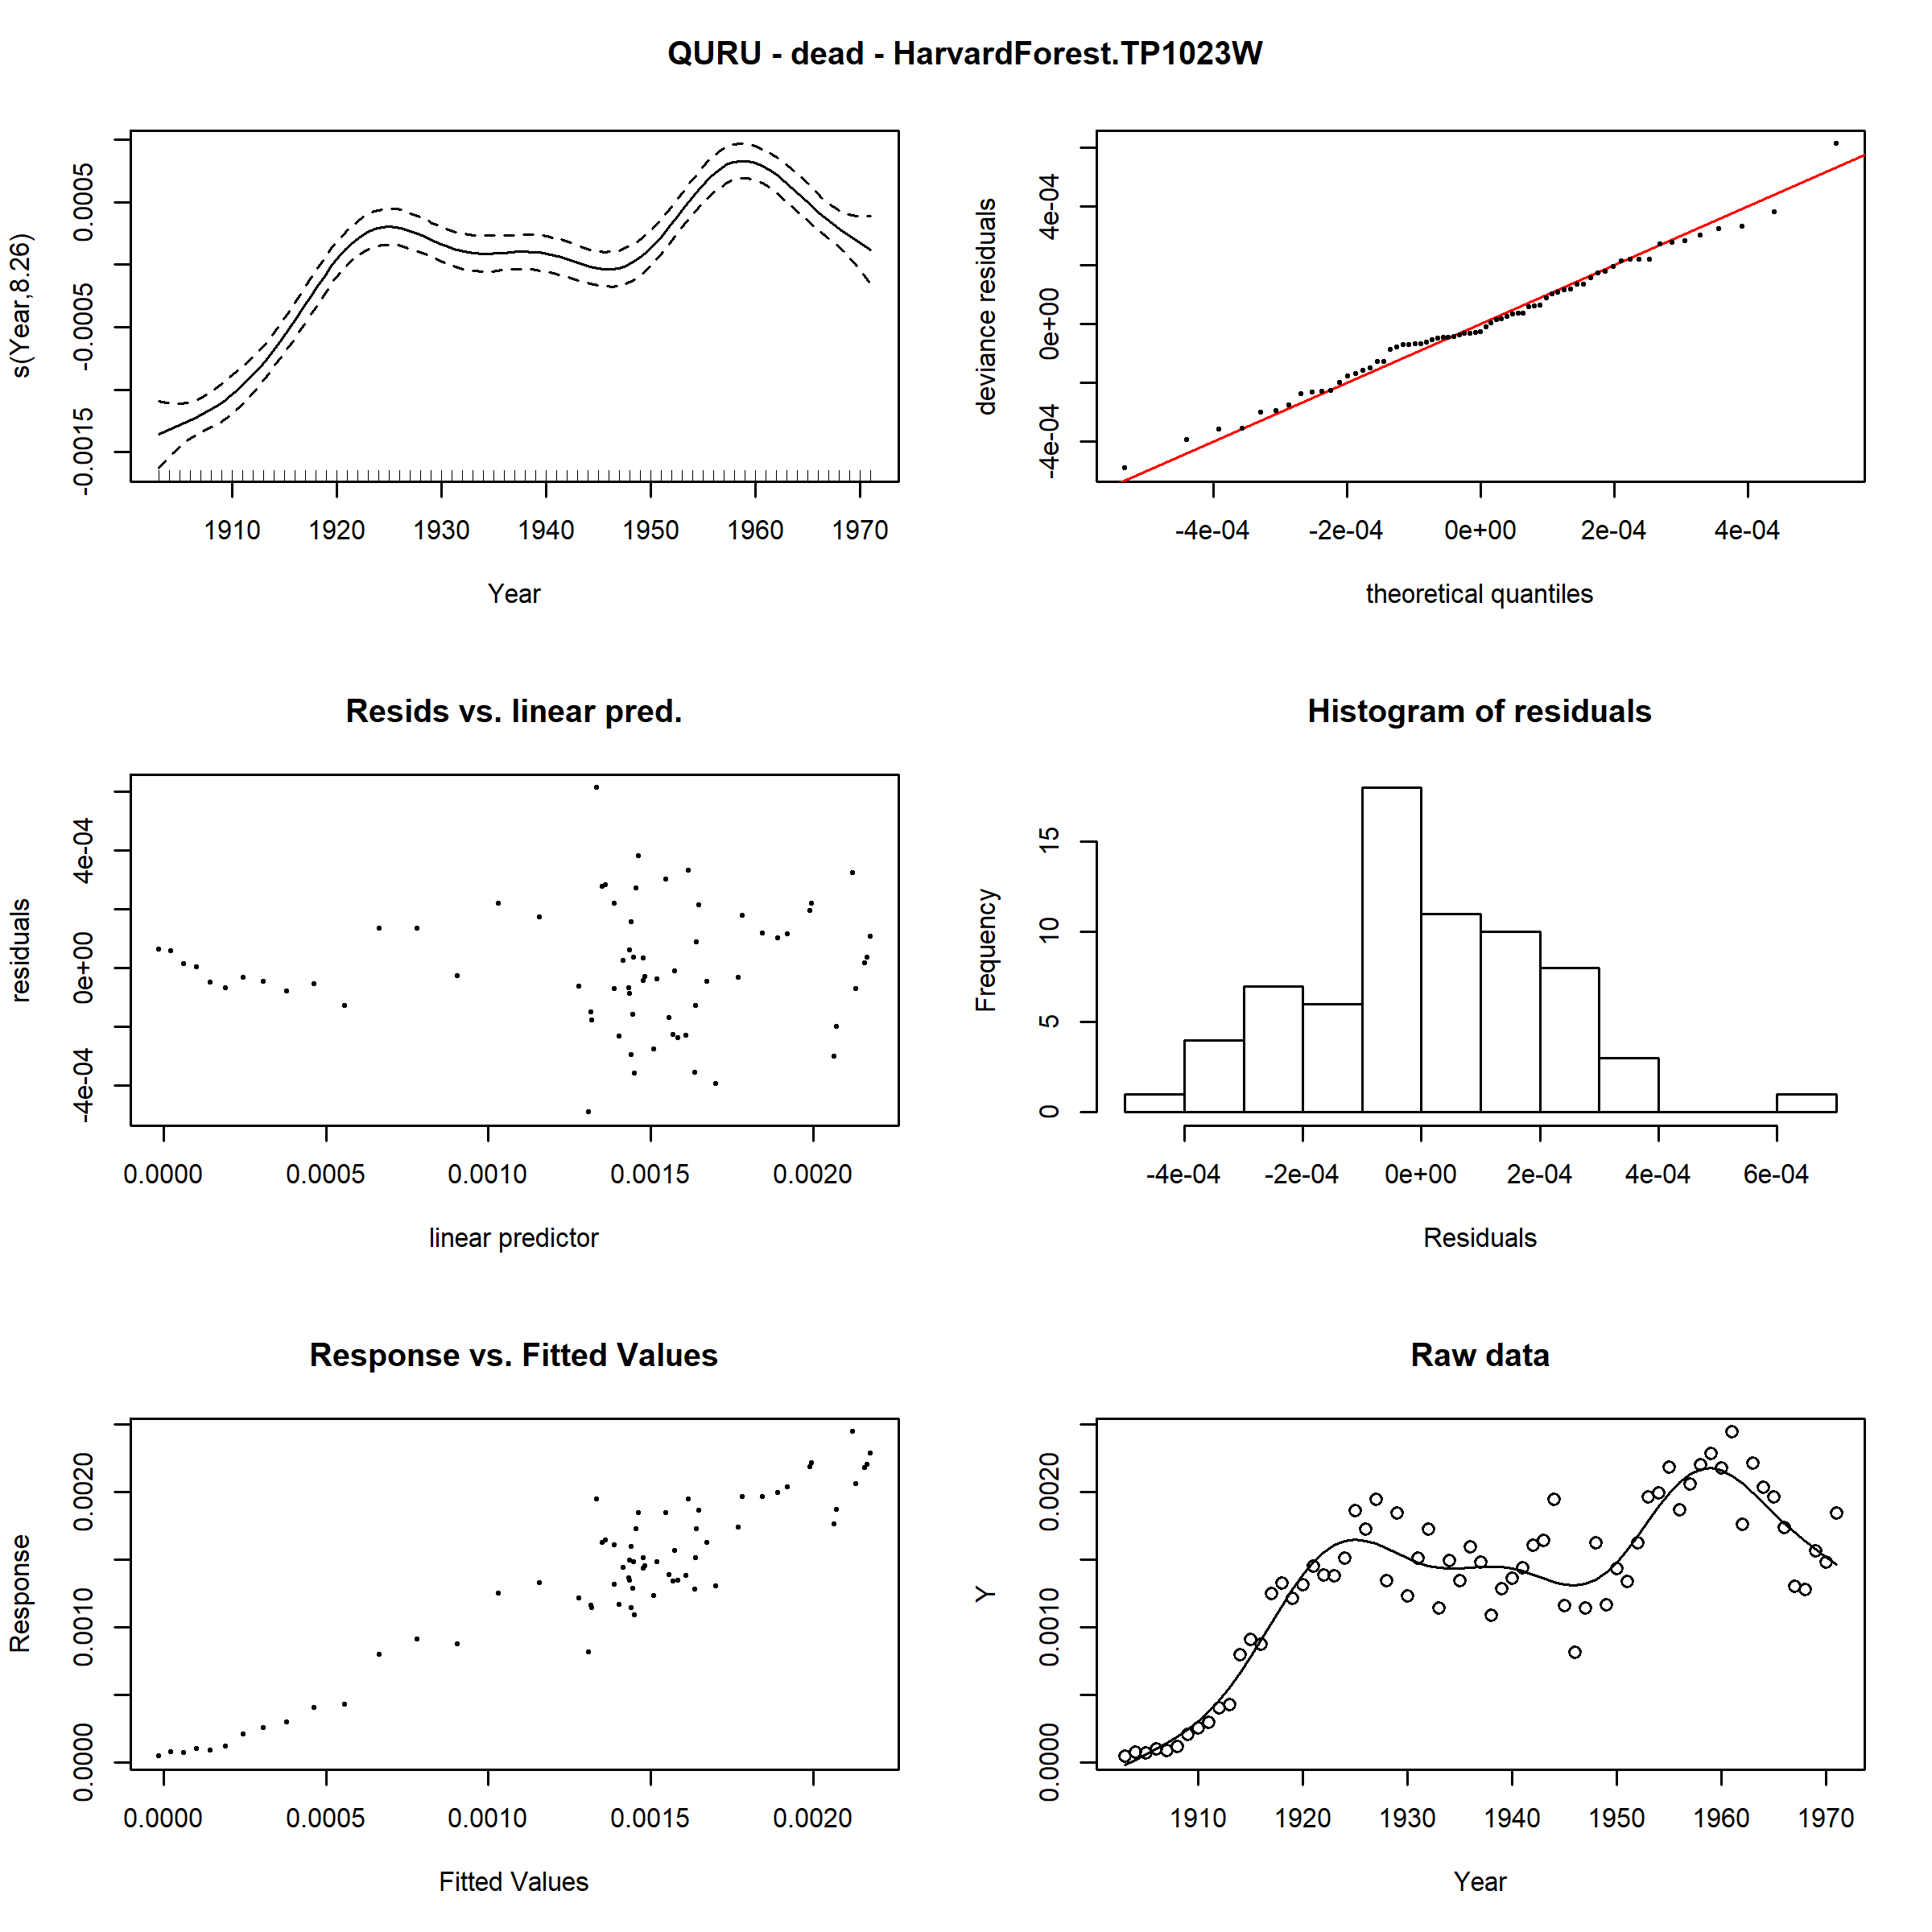 QURU - dead - HarvardForest.TP1023W
s(Year,8.26)
-0.0015 -0.0005 0.0005
1910 1920 1930 1940 1950 1960 1970
Year
deviance residuals
-4e-04 0e+00 4e-04
-4e-04 -2e-04 0e+00 2e-04 4e-04
theoretical quantiles
Resids vs. linear pred.
residuals
-4e-04 0e+00 4e-04
0.0000 0.0005 0.0010 0.0015 0.0020
linear predictor
Histogram of residuals
Frequency
0 5 10 15
-4e-04 -2e-04 0e+00 2e-04 4e-04 6e-04
Residuals
Response vs. Fitted Values
Response
0.0000 0.0010 0.0020
0.0000 0.0005 0.0010 0.0015 0.0020
Fitted Values
Raw data
Y
0.0000 0.0010 0.0020
1910 1920 1930 1940 1950 1960 1970
Year